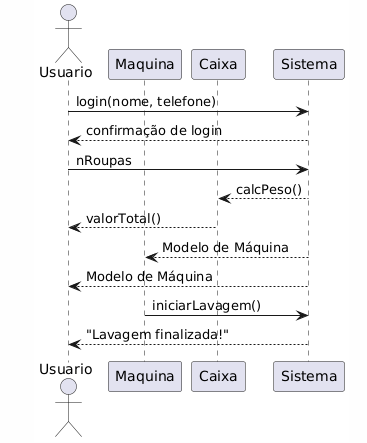 Usuario
Maquina
Caixa
Sistema
login(nome, telefone)
confirmação de login
nRoupas
calcPeso()
valorTotal()
Modelo de Máquina
Modelo de Máquina
iniciarLavagem()
"Lavagem finalizada!"
Usuario
Maquina
Caixa
Sistema